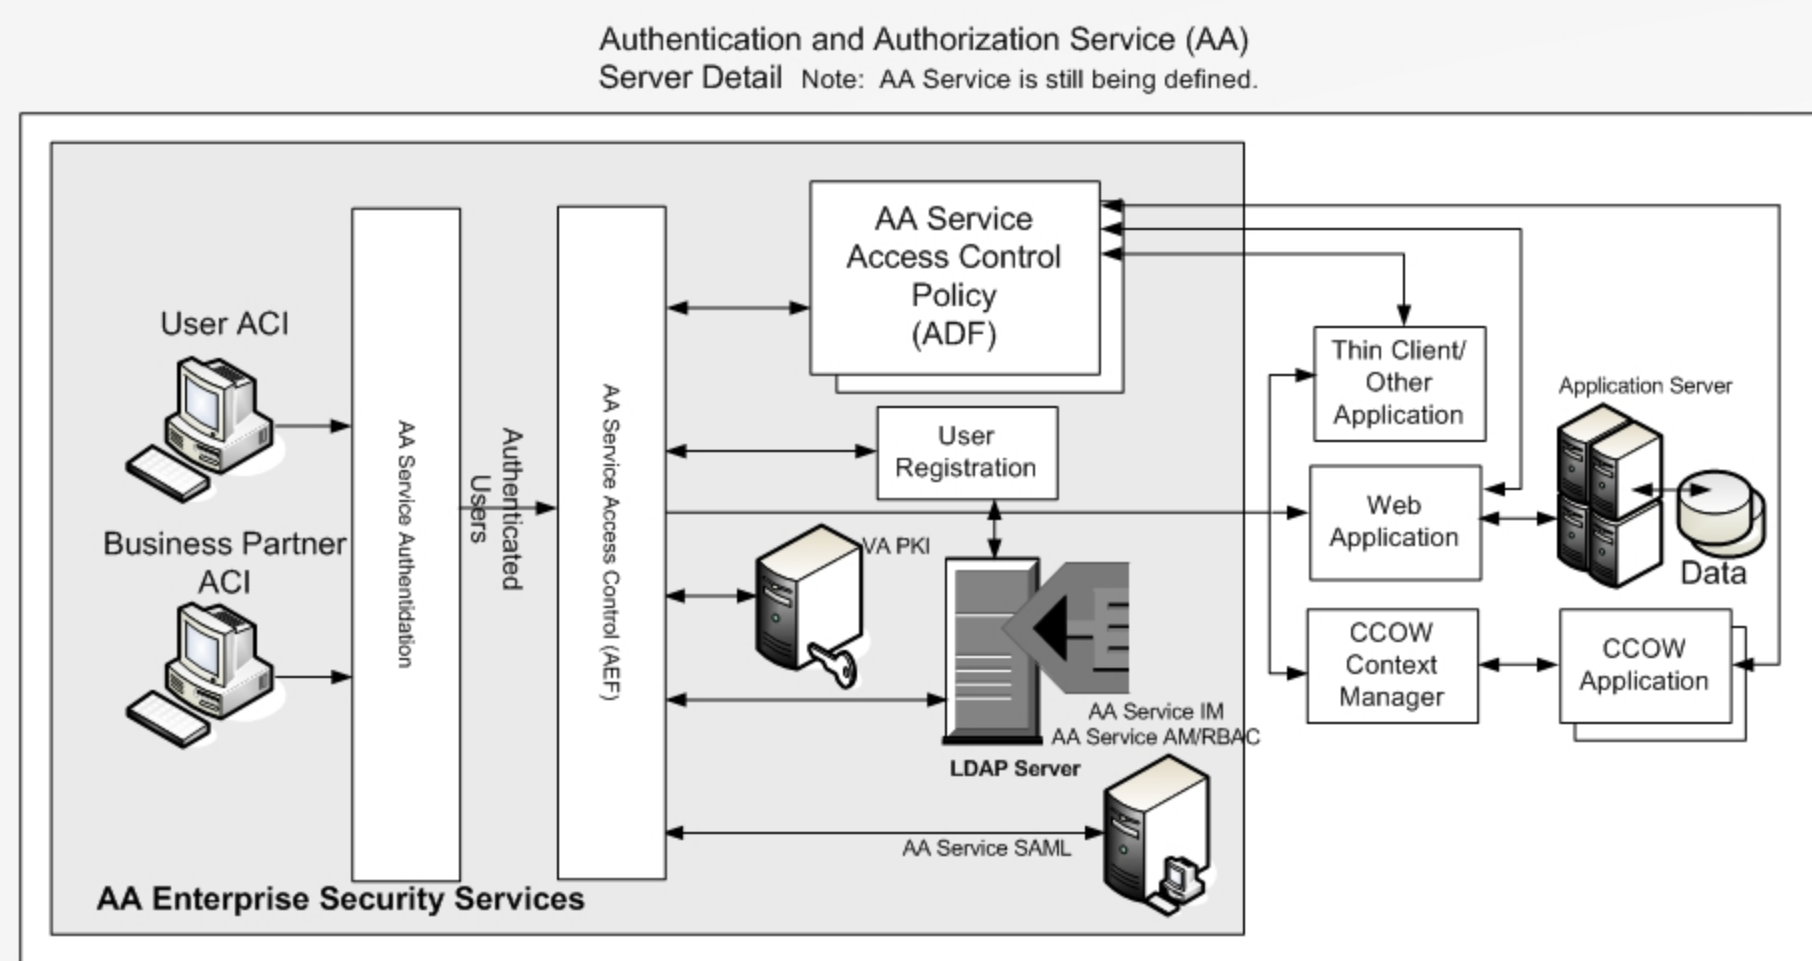 Authentication and Authorization Service (AA)
Server Detail Note: AA Service is still being defined.
User ACI
Business Partner
ACI
AA Service Authentidation
Authenticated
Users
AA Service Access Control (AEF)
AA Service
Access Control
Policy
(ADF)
User
Registration
VA PKI
AA Service IM
AA Service AM/RBAC
LDAP Server
AA Service SAML
AA Enterprise Security Services
Thin Client/
Other
Application
Web
Application
CCOW
Context
Manager
Application Server
Data
CCOW
Application